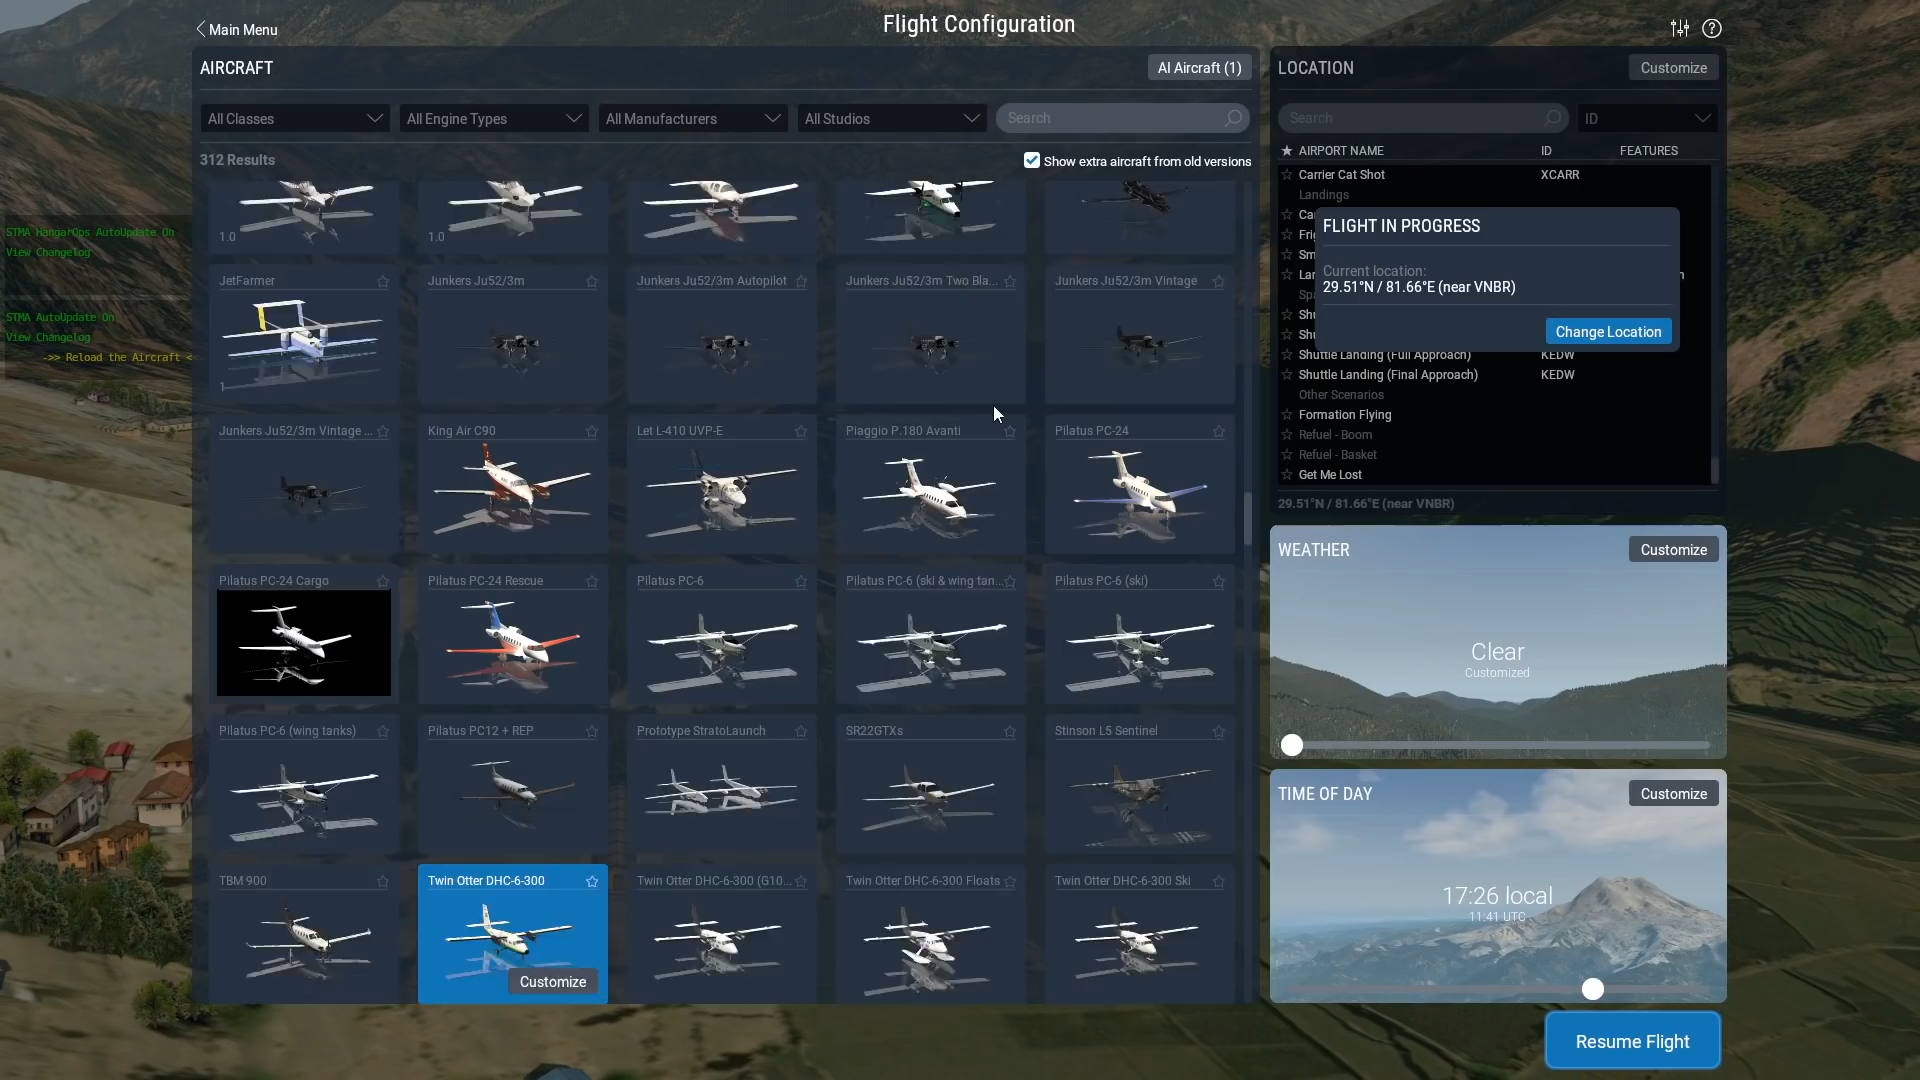 Main Menu
Flight Configuration
AIRCRAFT
AI Aircraft (1)
All Classes
All Engine Types
All Manufacturers
All Studios
Search
312 Results
Show extra aircraft from old versions
1.0
1.0
JetFarmer
Junkers Ju52/3m
Junkers Ju52/3m Autopilot
Junkers Ju52/3m Two Bla...
Junkers Ju52/3m Vintage
1
Junkers Ju52/3m Vintage ...
King Air C90
Let L-410 UVP-E
Piaggio P.180 Avanti
Pilatus PC-24
Pilatus PC-24 Cargo
Pilatus PC-24 Rescue
Pilatus PC-6
Pilatus PC-6 (ski & wing tan...
Pilatus PC-6 (ski)
Pilatus PC-6 (wing tanks)
Pilatus PC12 + REP
Prototype StratoLaunch
SR22GTXs
Stinson L5 Sentinel
TBM 900
Twin Otter DHC-6-300
Twin Otter DHC-6-300 (G10...
Twin Otter DHC-6-300 Floats
Twin Otter DHC-6-300 Ski
Customize
STMA HangarOps AutoUpdate On
View Changelog
STMA AutoUpdate On
View Changelog
->> Reload the Aircraft <
LOCATION
Customize
Search
ID
AIRPORT NAME
ID
FEATURES
Carrier Cat Shot
XCARR
Landings
Ca
Fri
Sm
Lar
Sp
Shu
Shu
FLIGHT IN PROGRESS
Current location:
29.51°N / 81.66°E (near VNBR)
Change Location
Shuttle Landing (Full Approach)
KEDW
Shuttle Landing (Final Approach)
KEDW
Other Scenarios
Formation Flying
Refuel - Boom
Refuel - Basket
Get Me Lost
29.51°N / 81.66°E (near VNBR)
WEATHER
Customize
Clear
Customized
TIME OF DAY
Customize
17:26 local
11:41 UTC
Resume Flight